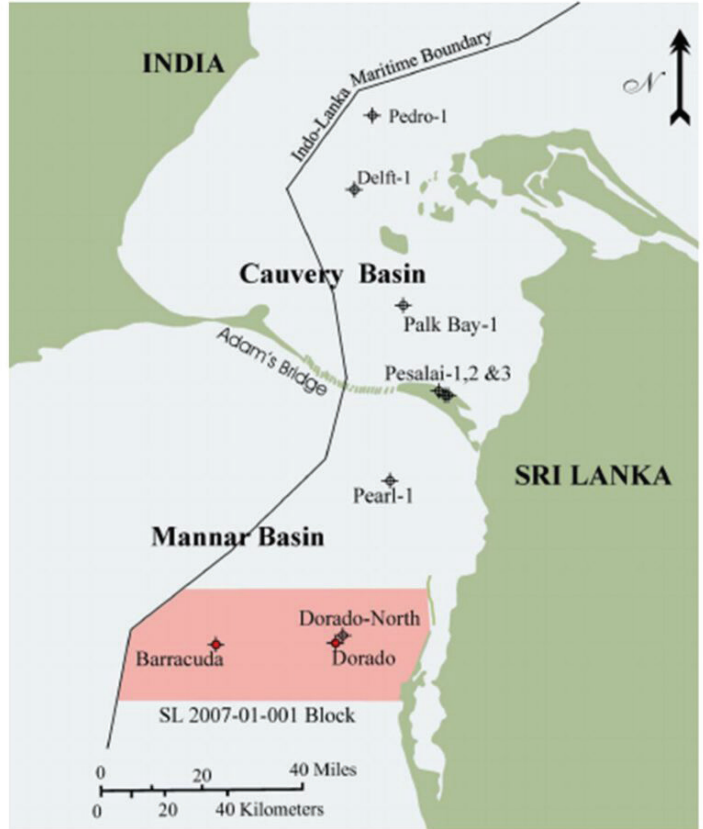 INDIA
Indo-Lanka Maritime Boundary
N
Pedro-1
Delft-1
Cauvery Basin
Palk Bay-1
Adam's Bridge
Pesalai-1,2 &3
SRI LANKA
Pearl-1
Mannar Basin
Dorado-North
Barracuda
Dorado
SL 2007-01-001 Block
0 20 40 Miles
0 20 40 Kilometers